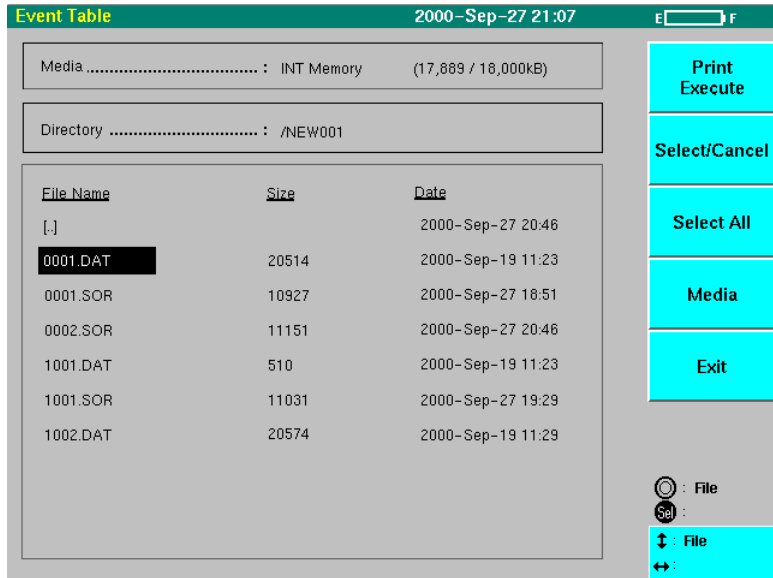 Event Table 2000-Sep-27 21:07 E F
Media .................................. : INT Memory (17,889 / 18,000kB)
Directory .............................. : /NEW001
File Name Size Date
[..] 2000-Sep-27 20:46
0001.DAT 20514 2000-Sep-19 11:23
0001.SOR 10927 2000-Sep-27 18:51
0002.SOR 11151 2000-Sep-27 20:46
1001.DAT 510 2000-Sep-19 11:23
1001.SOR 11031 2000-Sep-27 19:29
1002.DAT 20574 2000-Sep-19 11:29
Print
Execute
Select/Cancel
Select All
Media
Exit
: File
Sel :
↕ : File
↔ :